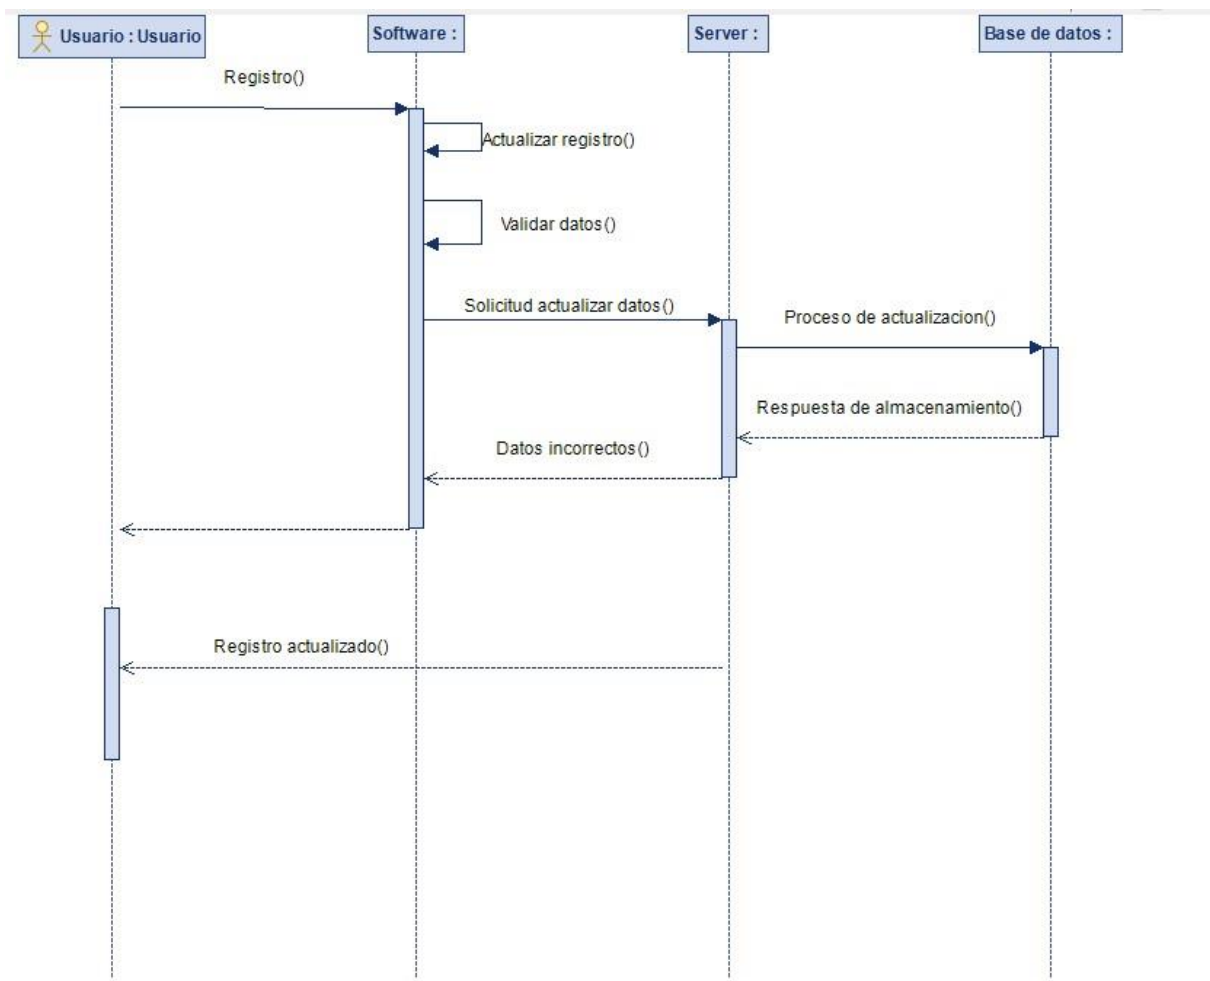 Usuario : Usuario
Software :
Server :
Base de datos :
Registro()
Actualizar registro()
Validar datos()
Solicitud actualizar datos()
Proceso de actualizacion()
Respuesta de almacenamiento()
Datos incorrectos()
Registro actualizado()